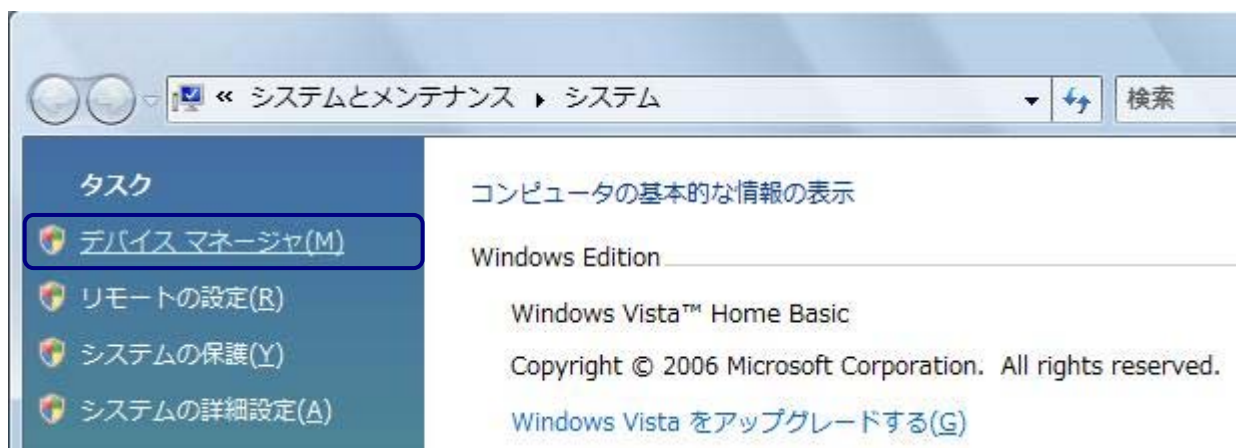 « システムとメンテナンス ▸ システム
検索
タスク
デバイス マネージャ(M)
リモートの設定(R)
システムの保護(Y)
システムの詳細設定(A)
コンピュータの基本的な情報の表示
Windows Edition
Windows Vista™ Home Basic
Copyright © 2006 Microsoft Corporation. All rights reserved.
Windows Vista をアップグレードする(G)